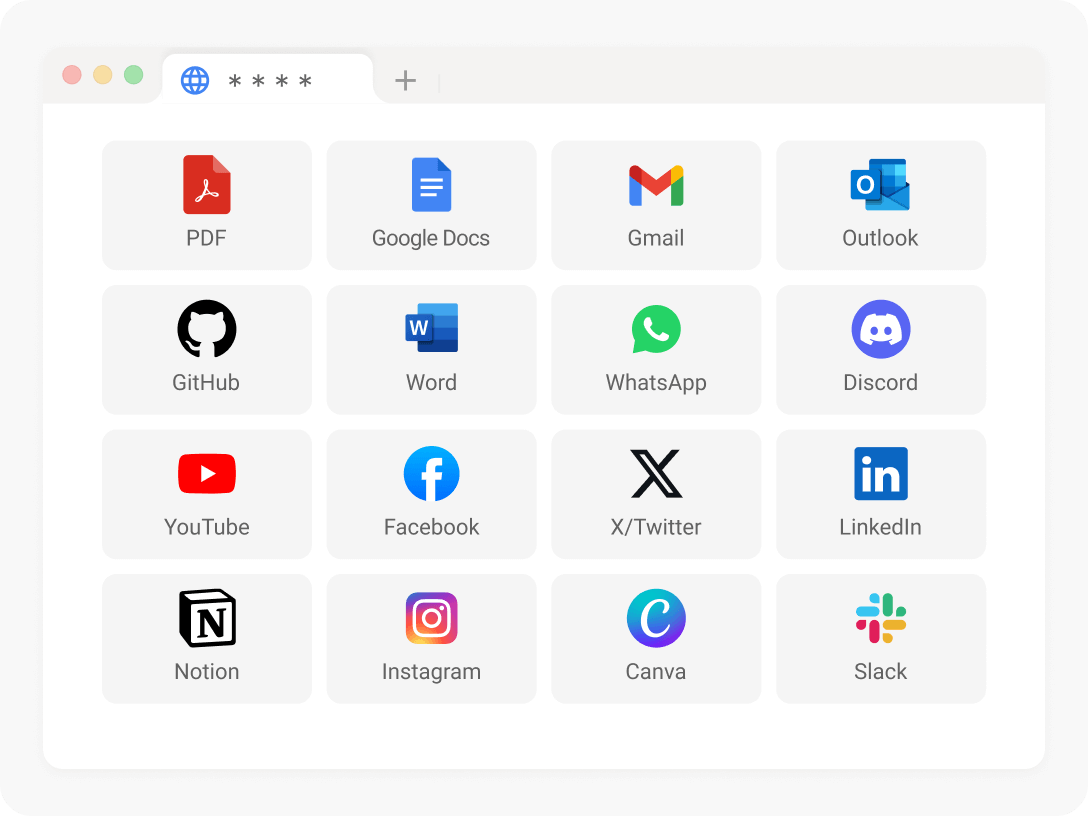 * * * *
PDF
Google Docs
Gmail
Outlook
GitHub
W
Word
WhatsApp
Discord
YouTube
Facebook
X/Twitter
LinkedIn
Notion
Instagram
Canva
Slack